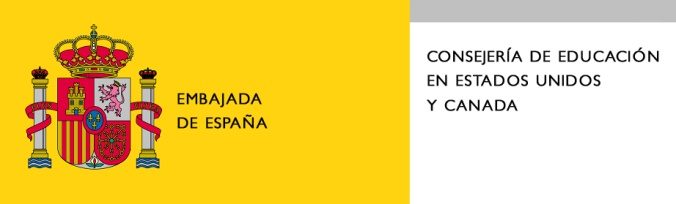 EMBAJADA
DE ESPAÑA
CONSEJERÍA DE EDUCACIÓN
EN ESTADOS UNIDOS
Y CANADA